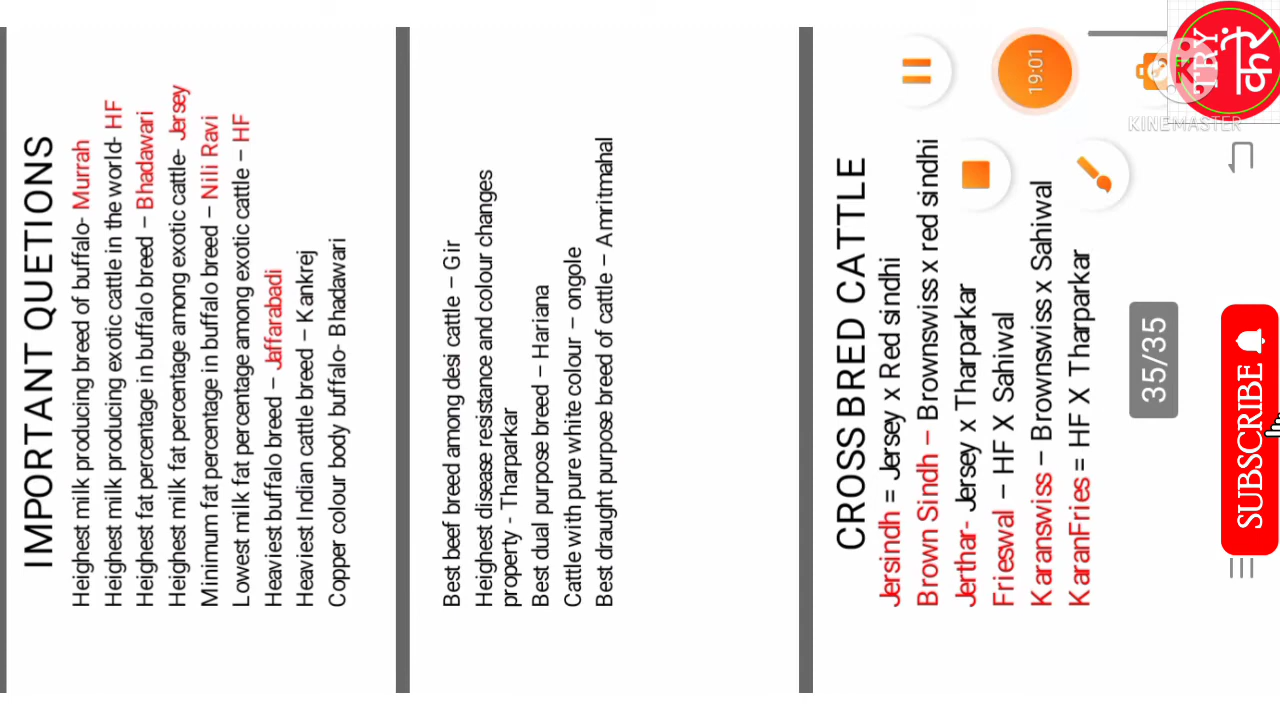 IMPORTANT QUETIONS
Heighest milk producing breed of buffalo- Murrah
Heighest milk producing exotic cattle in the world- HF
Heighest fat percentage in buffalo breed – Bhadawari
Heighest milk fat percentage among exotic cattle- Jersey
Minimum fat percentage in buffalo breed – Nili Ravi
Lowest milk fat percentage among exotic cattle – HF
Heaviest buffalo breed – Jaffarabadi
Heaviest Indian cattle breed – Kankrej
Copper colour body buffalo- Bhadawari
Best beef breed among desi cattle – Gir
Heighest disease resistance and colour changes
property - Tharparkar
Best dual purpose breed – Hariana
Cattle with pure white colour – ongole
Best draught purpose breed of cattle – Amritmahal
CROSS BRED CATTLE
Jersindh = Jersey x Red sindhi
Brown Sindh – Brownswiss x red sindhi
Jerthar- Jersey x Tharparkar
Frieswal – HF X Sahiwal
Karanswiss – Brownswiss x Sahiwal
KaranFries = HF X Tharparkar
35/35
19:01
TRY
करें
KINEMASTER
SUBSCRIBE